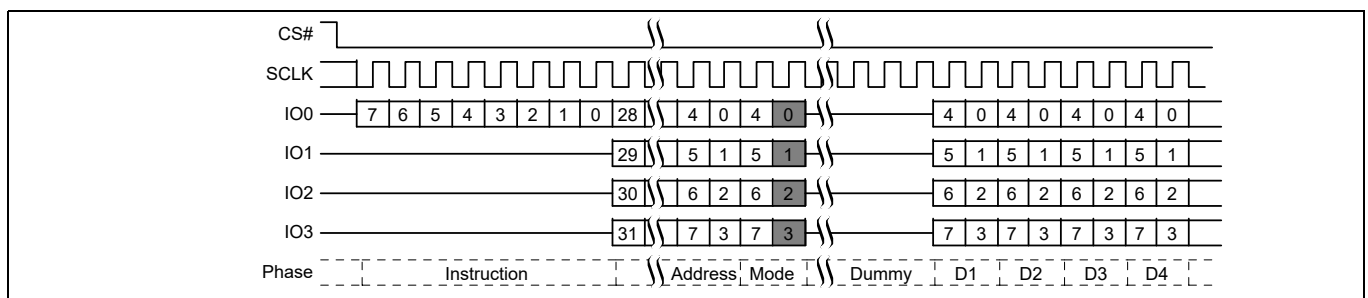 CS#
SCLK
IO0 7 6 5 4 3 2 1 0 28 4 0 4 0 4 0 4 0 4 0 4 0
IO1 29 5 1 5 1 5 1 5 1 5 1 5 1
IO2 30 6 2 6 2 6 2 6 2 6 2 6 2
IO3 31 7 3 7 3 7 3 7 3 7 3 7 3
Phase Instruction Address Mode Dummy D1 D2 D3 D4